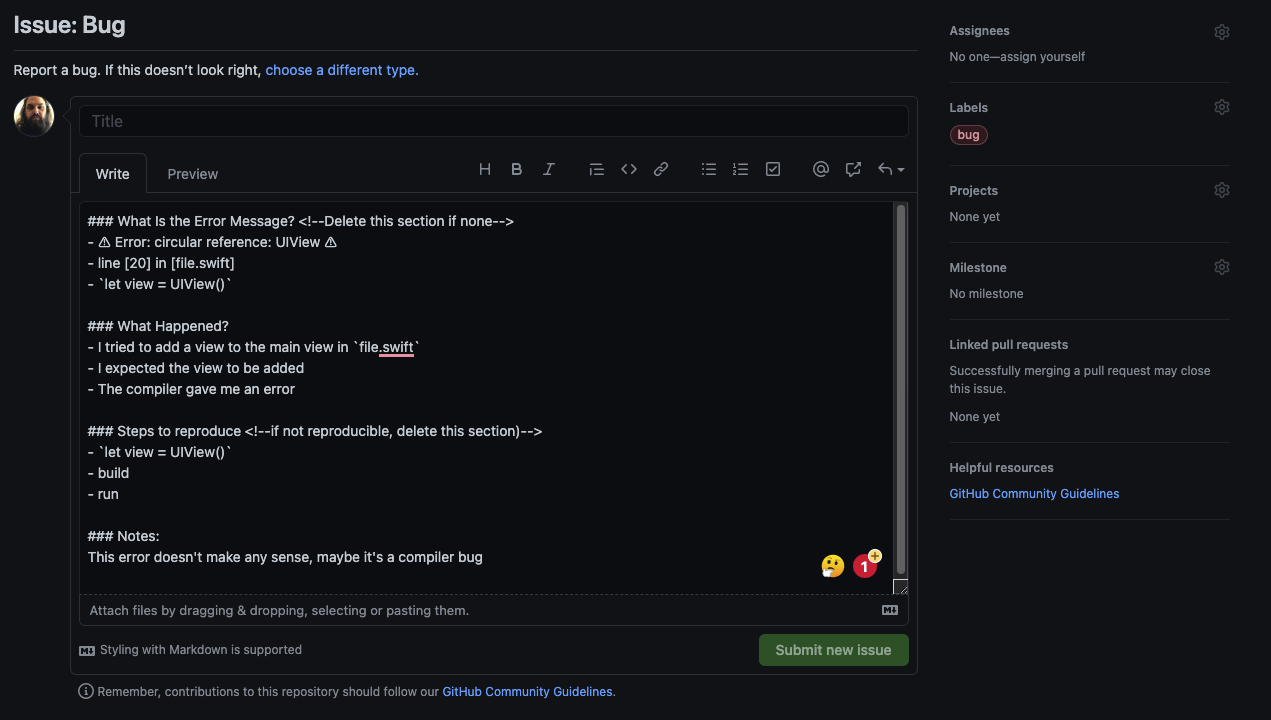 Issue: Bug
Report a bug. If this doesn’t look right, choose a different type.
Title
Write
Preview
### What Is the Error Message? <!--Delete this section if none-->
- ⚠ Error: circular reference: UIView ⚠
- line [20] in [file.swift]
- `let view = UIView()`
### What Happened?
- I tried to add a view to the main view in `file.swift`
- I expected the view to be added
- The compiler gave me an error
### Steps to reproduce <!--if not reproducible, delete this section)-->
- `let view = UIView()`
- build
- run
### Notes:
This error doesn't make any sense, maybe it's a compiler bug
1
Attach files by dragging & dropping, selecting or pasting them.
Styling with Markdown is supported
Submit new issue
Remember, contributions to this repository should follow our GitHub Community Guidelines.
Assignees
No one—assign yourself
Labels
bug
Projects
None yet
Milestone
No milestone
Linked pull requests
Successfully merging a pull request may close
this issue.
None yet
Helpful resources
GitHub Community Guidelines